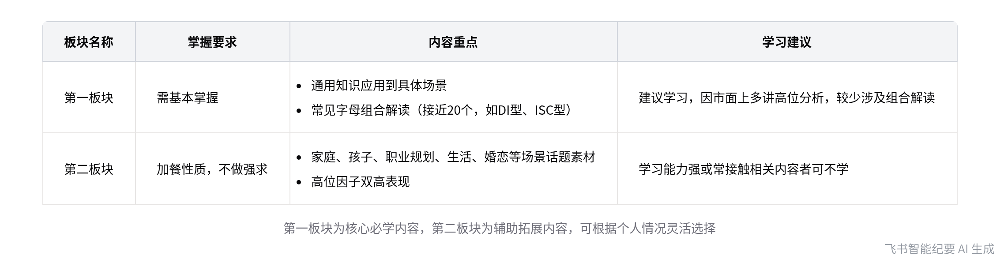 板块名称 掌握要求 内容重点 学习建议
第一板块 需基本掌握
通用知识应用到具体场景
常见字母组合解读（接近20个，如DI型、ISC型）
建议学习，因市面上多讲高位分析，较少涉及组合解读
第二板块 加餐性质，不做强求
家庭、孩子、职业规划、生活、婚恋等场景话题素材
高位因子双高表现
学习能力强或常接触相关内容者可不学
第一板块为核心必学内容，第二板块为辅助拓展内容，可根据个人情况灵活选择
飞书智能纪要 AI 生成